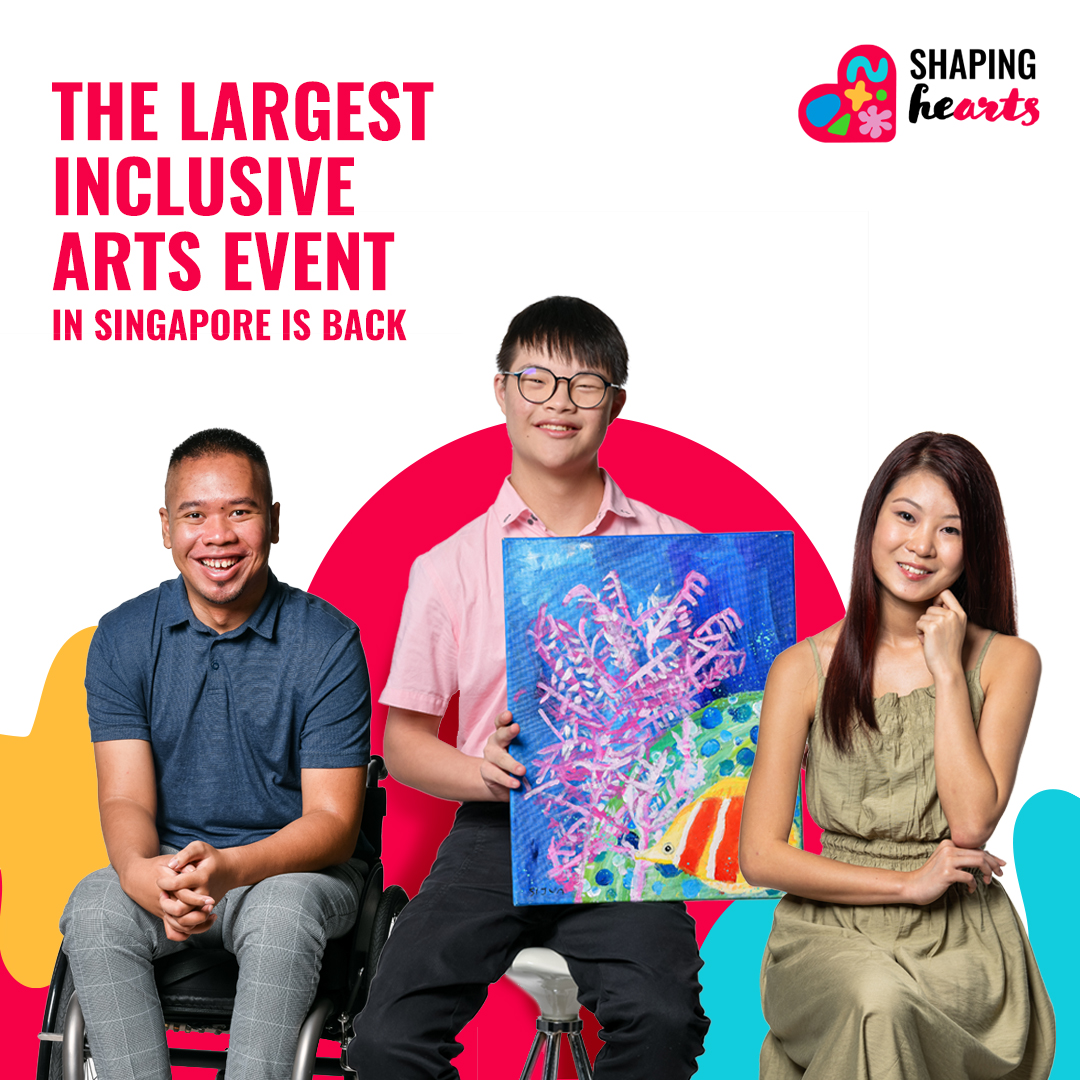 THE LARGEST
INCLUSIVE
ARTS EVENT
IN SINGAPORE IS BACK
SHAPING
hearts